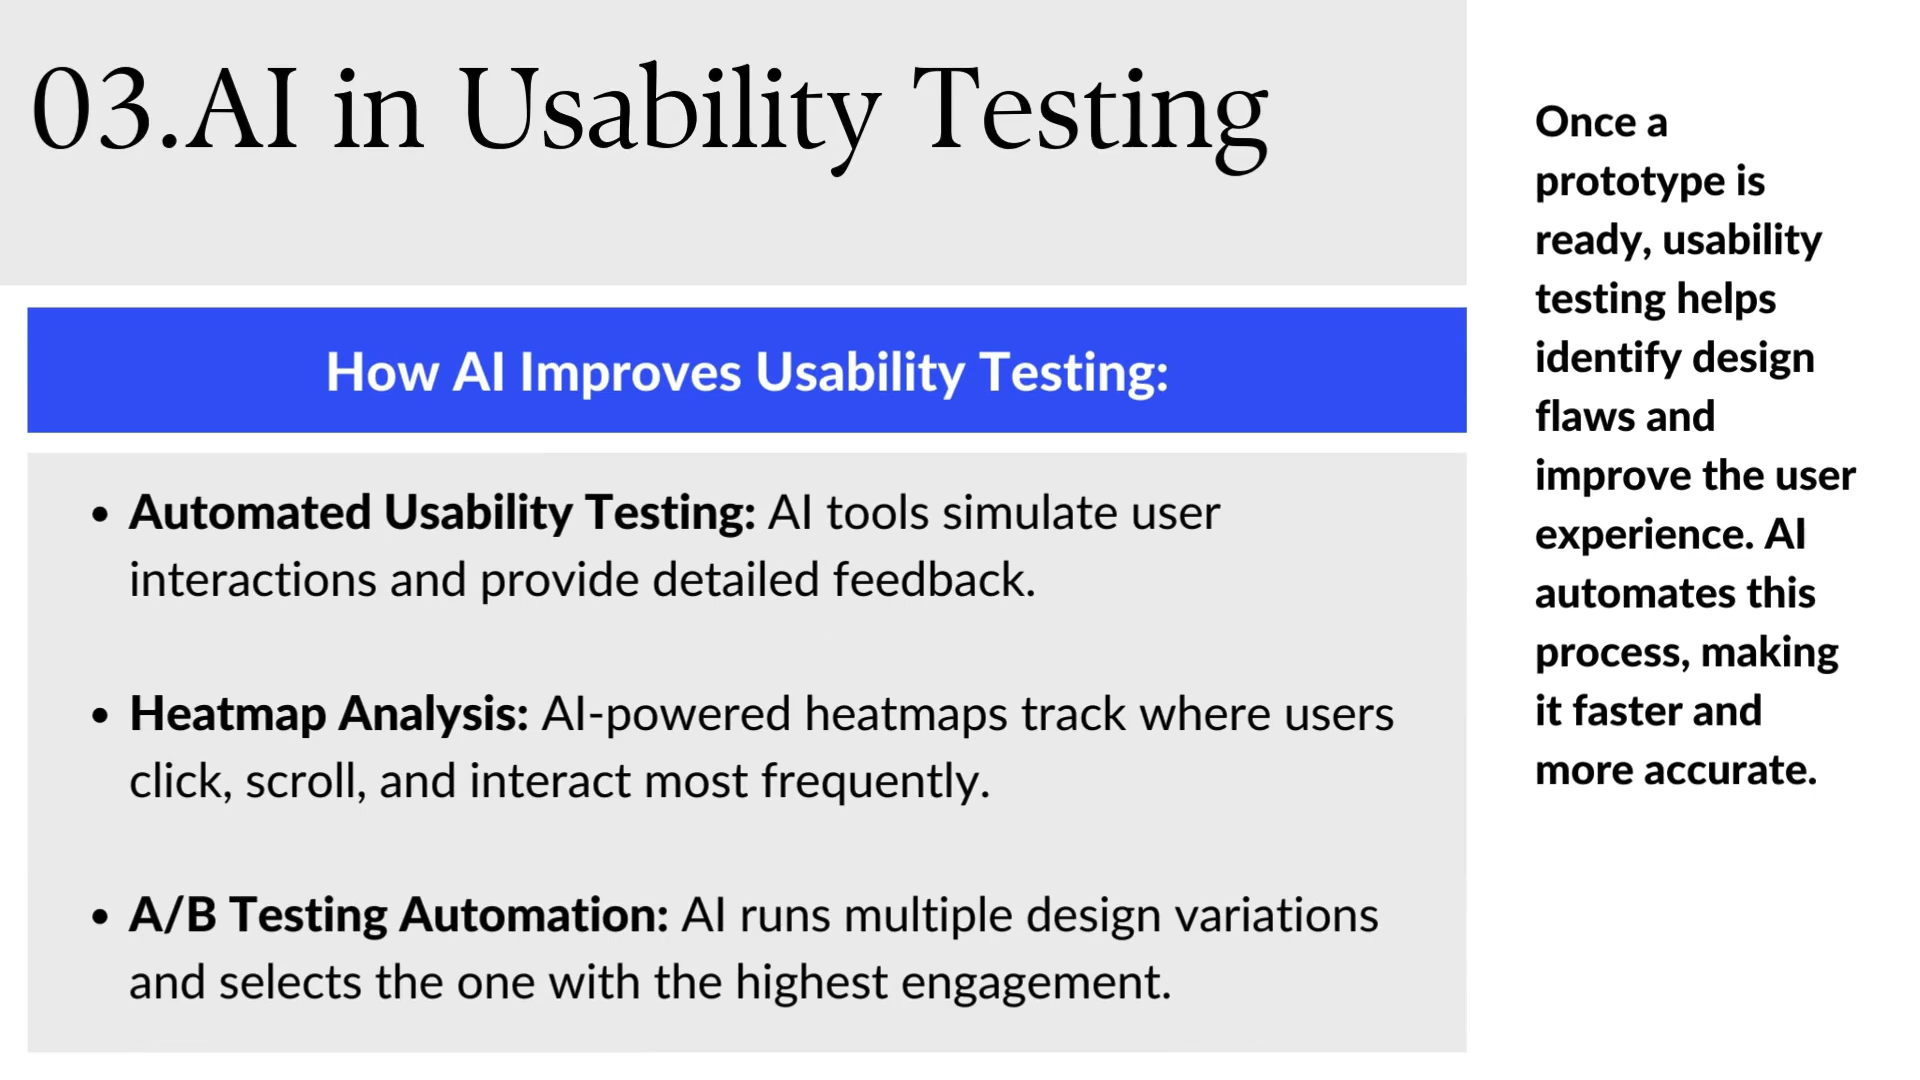 03.AI in Usability Testing
How AI Improves Usability Testing:
• Automated Usability Testing: AI tools simulate user
interactions and provide detailed feedback.
• Heatmap Analysis: AI-powered heatmaps track where users
click, scroll, and interact most frequently.
• A/B Testing Automation: AI runs multiple design variations
and selects the one with the highest engagement.
Once a
prototype is
ready, usability
testing helps
identify design
flaws and
improve the user
experience. AI
automates this
process, making
it faster and
more accurate.